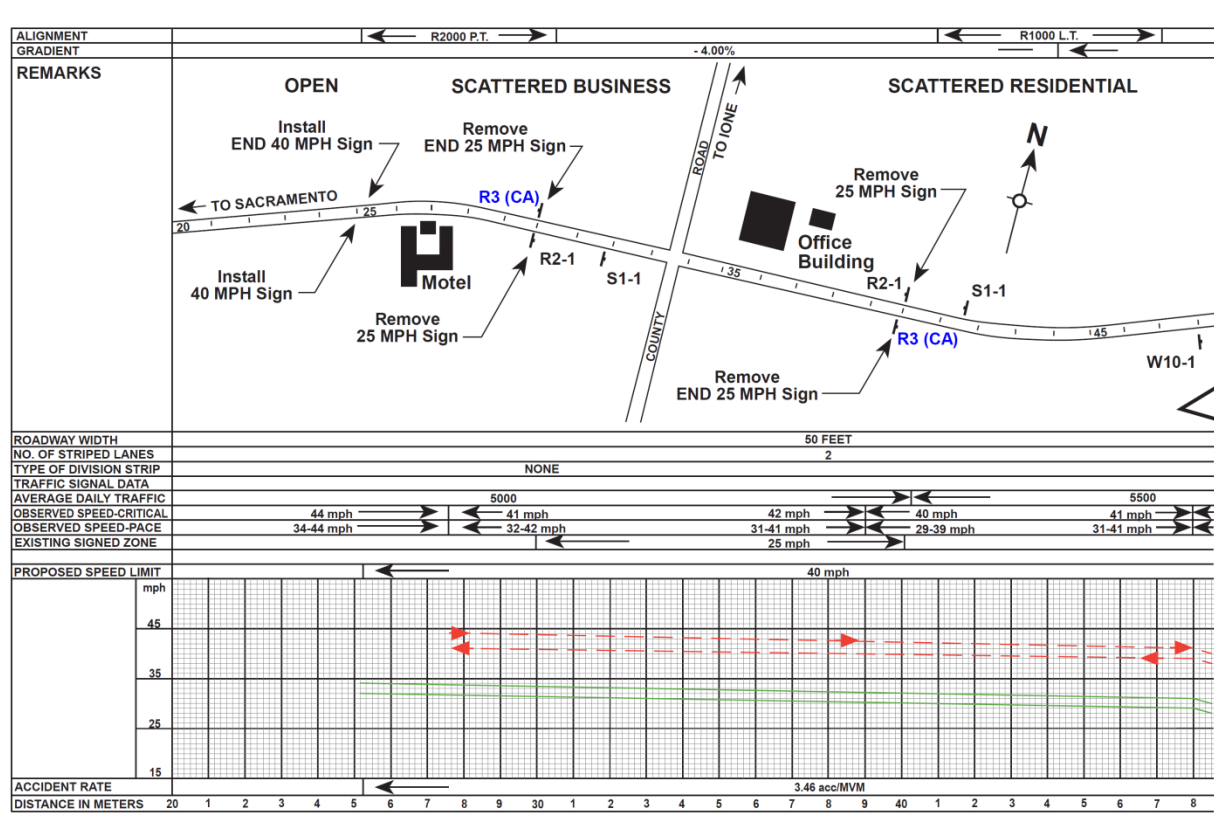 ALIGNMENT R2000 P.T. R1000 L.T.
GRADIENT - 4.00%
REMARKS
OPEN SCATTERED BUSINESS SCATTERED RESIDENTIAL
Install
END 40 MPH Sign
Remove
END 25 MPH Sign
ROAD
TO IONE
N
Remove
25 MPH Sign
TO SACRAMENTO
R3 (CA)
20
25
Office
Building
R2-1
S1-1
Motel
Install
40 MPH Sign
35
R2-1
S1-1
Remove
25 MPH Sign
COUNTY
R3 (CA)
45
W10-1
Remove
END 25 MPH Sign
ROADWAY WIDTH 50 FEET
NO. OF STRIPED LANES 2
TYPE OF DIVISION STRIP NONE
TRAFFIC SIGNAL DATA
AVERAGE DAILY TRAFFIC 5000 5500
OBSERVED SPEED-CRITICAL 44 mph 41 mph 42 mph 40 mph 41 mph
OBSERVED SPEED-PACE 34-44 mph 32-42 mph 31-41 mph 29-39 mph 31-41 mph
EXISTING SIGNED ZONE 25 mph
PROPOSED SPEED LIMIT 40 mph
mph
45
35
25
15
ACCIDENT RATE 3.46 acc/MVM
DISTANCE IN METERS 20 1 2 3 4 5 6 7 8 9 30 1 2 3 4 5 6 7 8 9 40 1 2 3 4 5 6 7 8